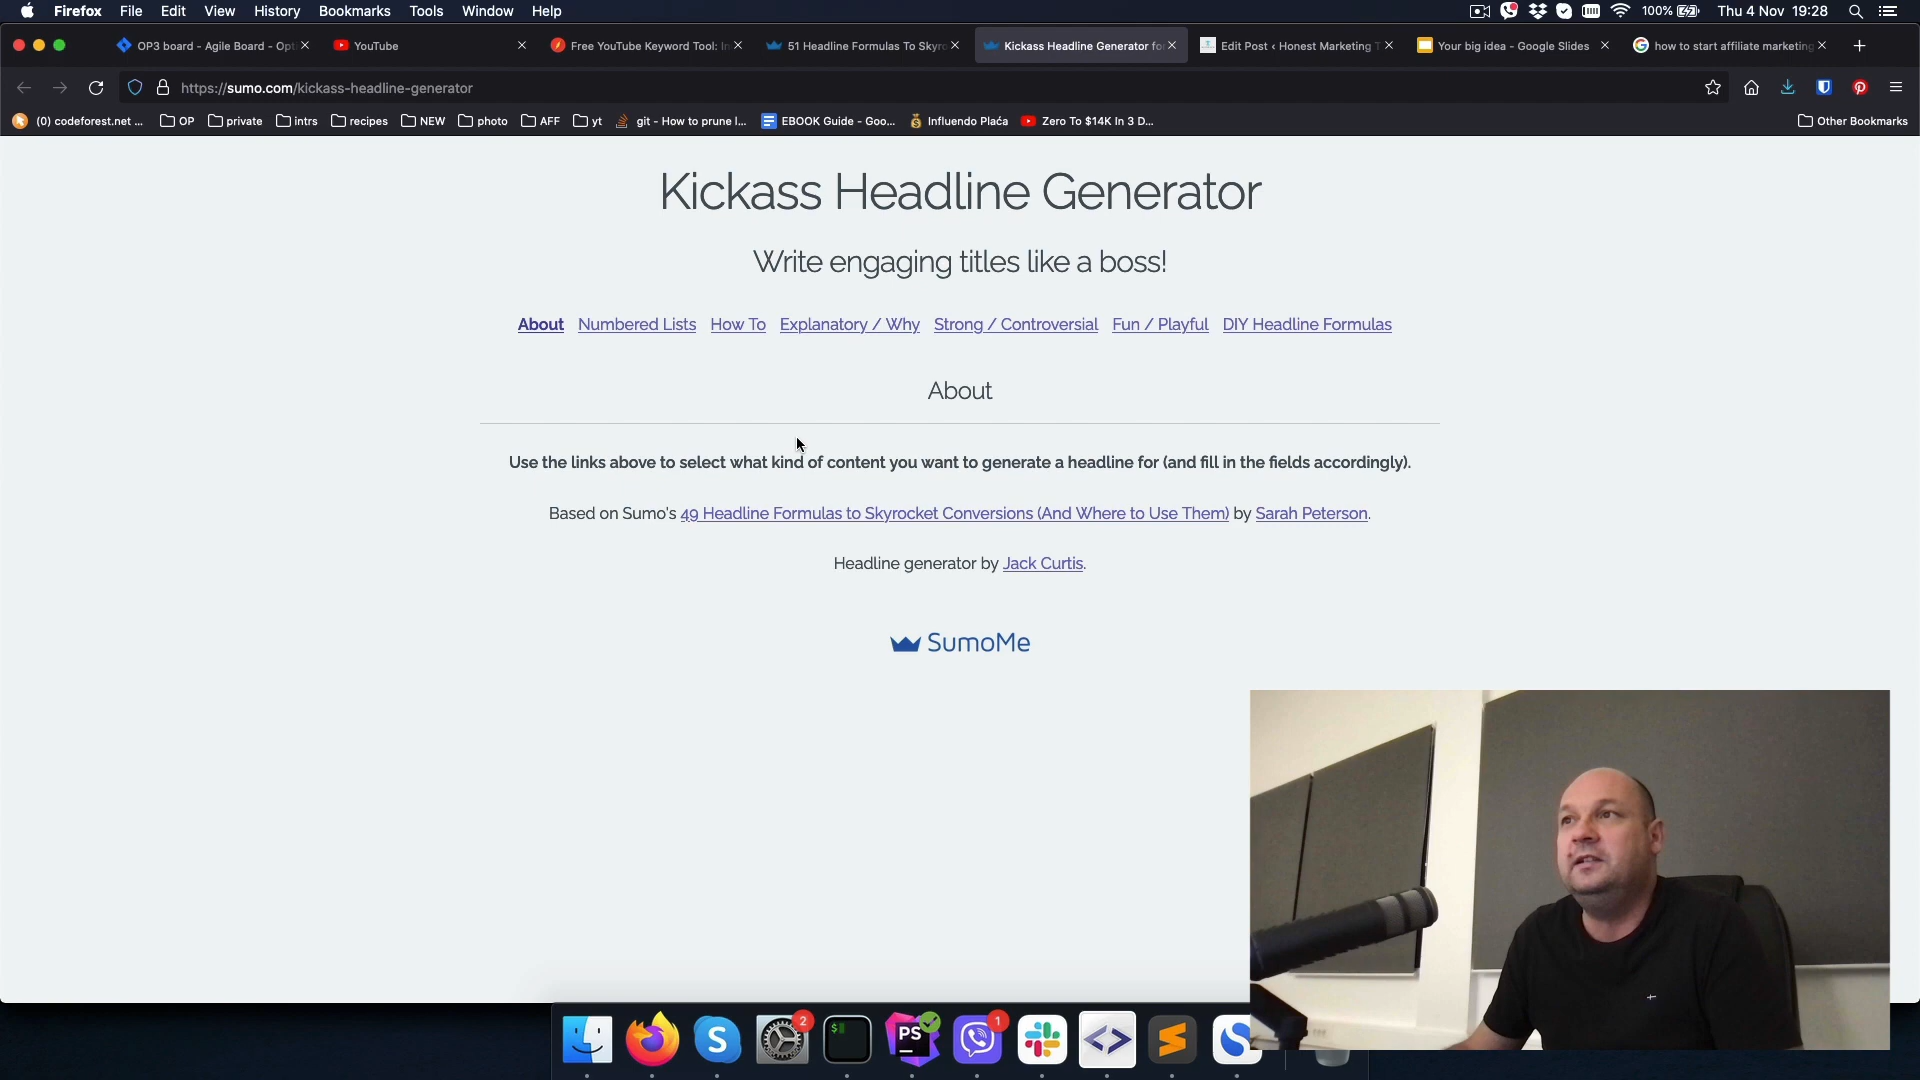 Firefox File Edit View History Bookmarks Tools Window Help 100% Thu 4 Nov 19:28
OP3 board - Agile Board - Opt YouTube Free YouTube Keyword Tool: In 51 Headline Formulas To Skyro Kickass Headline Generator fo Edit Post ‹ Honest Marketing T Your big idea - Google Slides how to start affiliate marketing
https://sumo.com/kickass-headline-generator
(0) codeforest.net ... OP private intrs recipes NEW photo AFF yt git - How to prune l... EBOOK Guide - Goo... Influendo Plaća Zero To $14K In 3 D... Other Bookmarks
Kickass Headline Generator
Write engaging titles like a boss!
About Numbered Lists How To Explanatory / Why Strong / Controversial Fun / Playful DIY Headline Formulas
About
Use the links above to select what kind of content you want to generate a headline for (and fill in the fields accordingly).
Based on Sumo's 49 Headline Formulas to Skyrocket Conversions (And Where to Use Them) by Sarah Peterson.
Headline generator by Jack Curtis.
SumoMe
2 $ PS 1